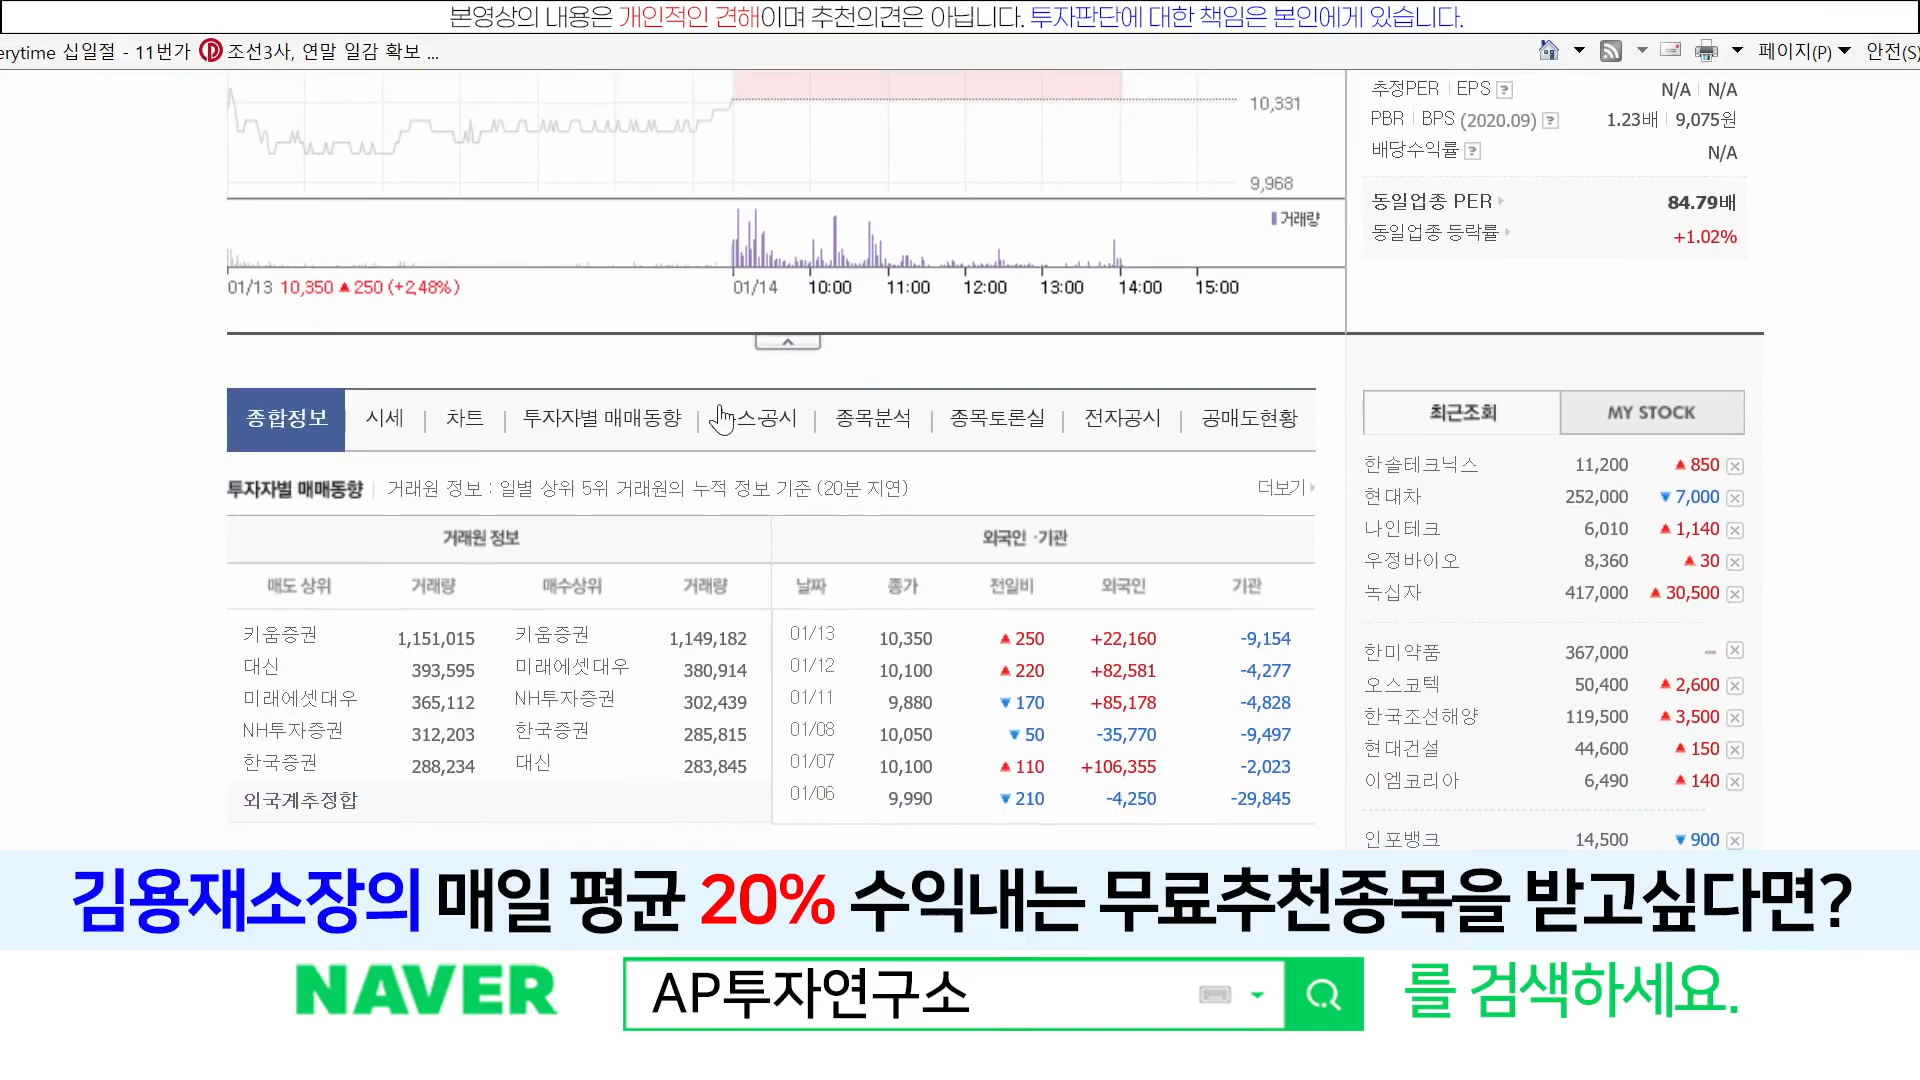 본영상의 내용은 개인적인 견해이며 추천의견은 아닙니다. 투자판단에 대한 책임은 본인에게 있습니다.
erytime 십일절 - 11번가 조선3사, 연말 일감 확보 ...
페이지(P) 안전(S
10,331
9,968
거래량
01/13 10,350 ▲250 (+2,48%) 01/14 10:00 11:00 12:00 13:00 14:00 15:00
추정PER | EPS ? N/A | N/A
PBR | BPS (2020.09) ? 1.23배 | 9,075원
배당수익률 ? N/A
동일업종 PER 84.79배
동일업종 등락률 +1.02%
종합정보 시세 | 차트 | 투자자별 매매동향 | 스·공시 | 종목분석 | 종목토론실 | 전자공시 | 공매도현황
투자자별 매매동향 | 거래원 정보 : 일별 상위 5위 거래원의 누적 정보 기준 (20분 지연) 더보기
거래원 정보 외국인 ·기관
매도 상위 거래량 매수상위 거래량 날짜 종가 전일비 외국인 기관
키움증권 1,151,015 키움증권 1,149,182 01/13 10,350 ▲250 +22,160 -9,154
대신 393,595 미래에셋대우 380,914 01/12 10,100 ▲220 +82,581 -4,277
미래에셋대우 365,112 NH투자증권 302,439 01/11 9,880 ▼170 +85,178 -4,828
NH투자증권 312,203 한국증권 285,815 01/08 10,050 ▼50 -35,770 -9,497
한국증권 288,234 대신 283,845 01/07 10,100 ▲110 +106,355 -2,023
외국계추정합 01/06 9,990 ▼210 -4,250 -29,845
최근조회 MY STOCK
한솔테크닉스 11,200 ▲850
현대차 252,000 ▼7,000
나인테크 6,010 ▲1,140
우정바이오 8,360 ▲30
녹십자 417,000 ▲30,500
한미약품 367,000 –
오스코텍 50,400 ▲2,600
한국조선해양 119,500 ▲3,500
현대건설 44,600 ▲150
이엠코리아 6,490 ▲140
인포뱅크 14,500 ▼900
김용재소장의 매일 평균 20% 수익내는 무료추천종목을 받고싶다면?
NAVER AP투자연구소 를 검색하세요.